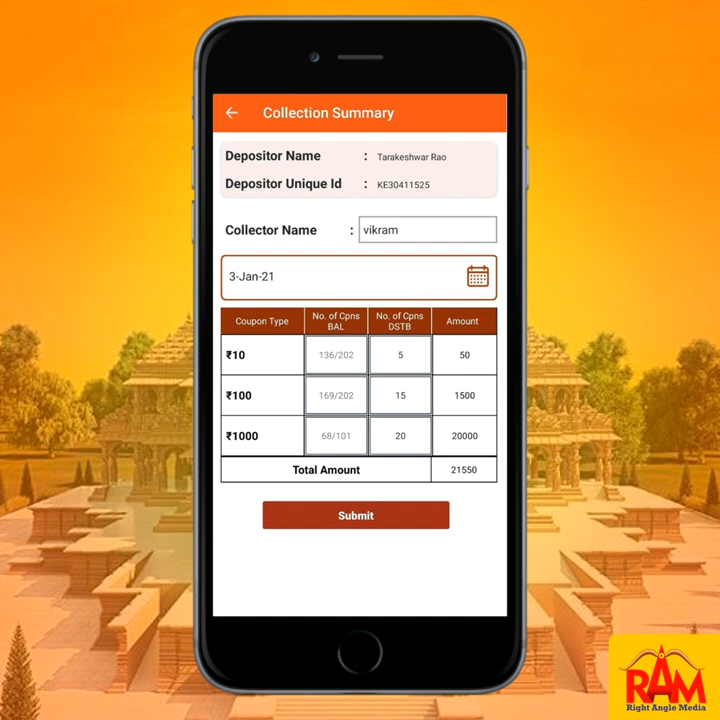 Collection Summary
Depositor Name : Tarakeshwar Rao
Depositor Unique Id : KE30411525
Collector Name : vikram
3-Jan-21
Coupon Type No. of Cpns BAL No. of Cpns DSTB Amount
₹10 136/202 5 50
₹100 169/202 15 1500
₹1000 68/101 20 20000
Total Amount 21550
Submit
RAM
Right Angle Media